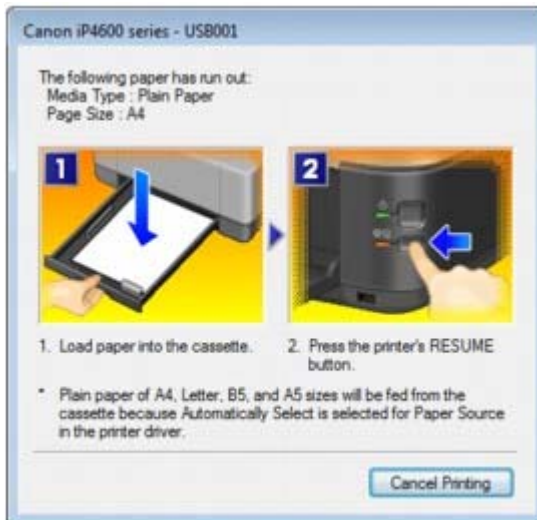 Canon iP4600 series - USB001
The following paper has run out:
Media Type : Plain Paper
Page Size : A4
1
2
1. Load paper into the cassette.
2. Press the printer's RESUME
button.
* Plain paper of A4, Letter, B5, and A5 sizes will be fed from the
cassette because Automatically Select is selected for Paper Source
in the printer driver.
Cancel Printing